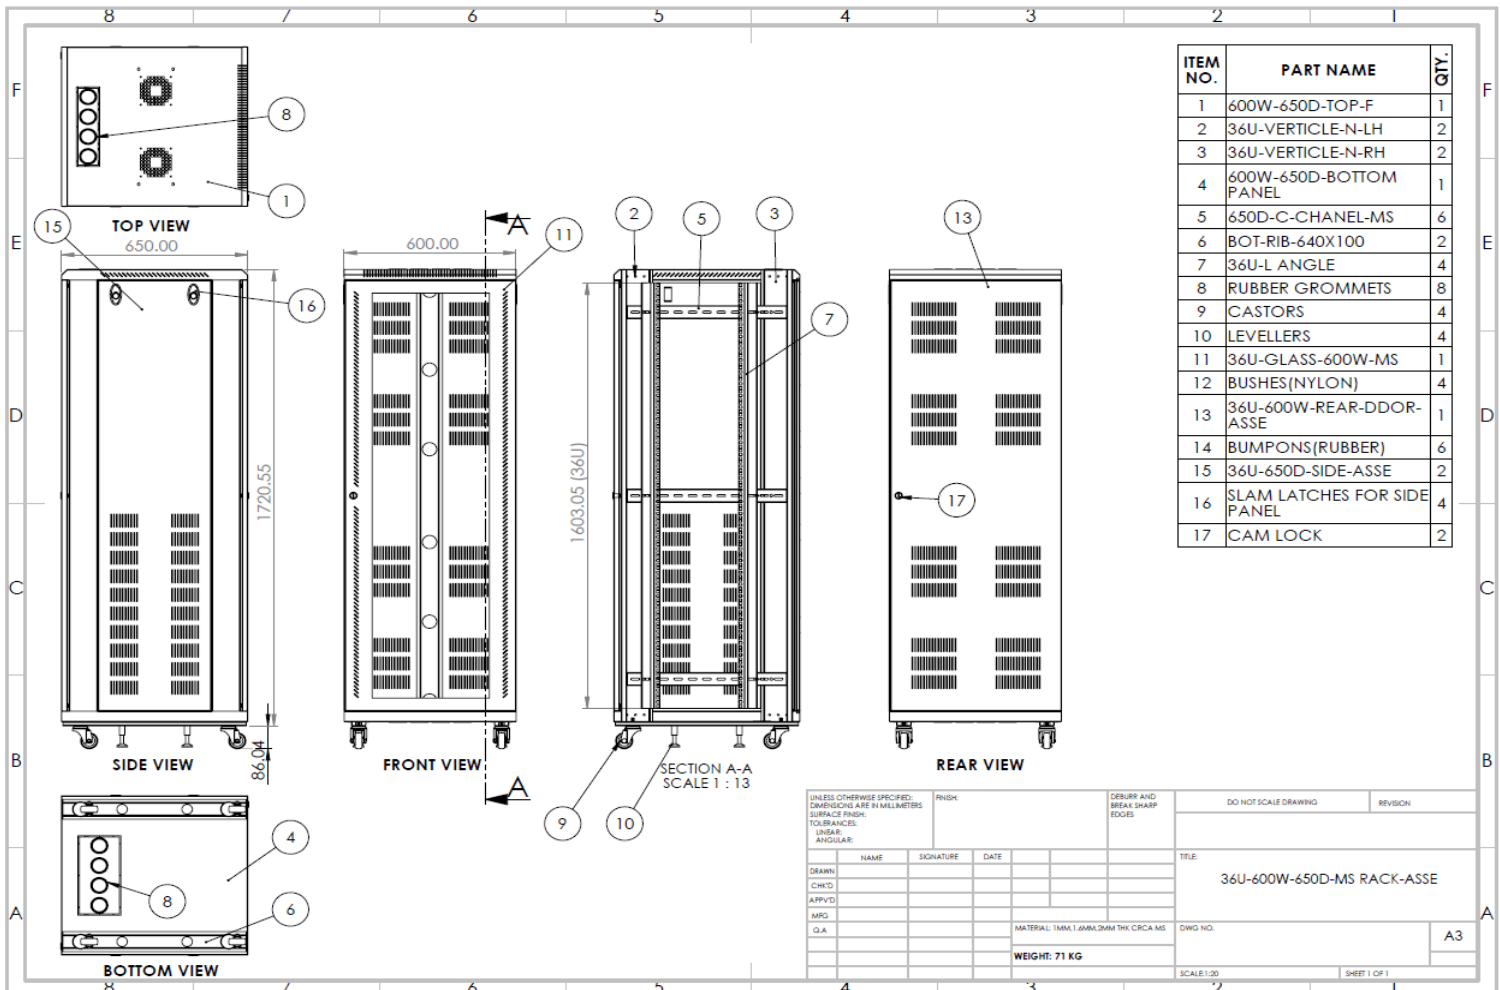 8 7 6 5 4 3 2 1
F
E
D
C
B
A
F
E
D
C
B
A
8
1
TOP VIEW
15
650.00
16
1720.55
86.04
SIDE VIEW
600.00
A
11
A
FRONT VIEW
2
5
3
7
1603.05 (36U)
9
10
SECTION A-A
SCALE 1 : 13
13
17
REAR VIEW
4
8
6
BOTTOM VIEW
ITEM NO. PART NAME QTY.
1 600W-650D-TOP-F 1
2 36U-VERTICLE-N-LH 2
3 36U-VERTICLE-N-RH 2
4 600W-650D-BOTTOM PANEL 1
5 650D-C-CHANEL-MS 6
6 BOT-RIB-640X100 2
7 36U-L ANGLE 4
8 RUBBER GROMMETS 8
9 CASTORS 4
10 LEVELLERS 4
11 36U-GLASS-600W-MS 1
12 BUSHES(NYLON) 4
13 36U-600W-REAR-DDOR-ASSE 1
14 BUMPONS(RUBBER) 6
15 36U-650D-SIDE-ASSE 2
16 SLAM LATCHES FOR SIDE PANEL 4
17 CAM LOCK 2
UNLESS OTHERWISE SPECIFIED:
DIMENSIONS ARE IN MILLIMETERS
SURFACE FINISH:
TOLERANCES:
LINEAR:
ANGULAR:
FINISH:
DEBURR AND
BREAK SHARP
EDGES
DO NOT SCALE DRAWING
REVISION
NAME SIGNATURE DATE
DRAWN
CHK'D
APPV'D
MFG
Q.A
TITLE:
36U-600W-650D-MS RACK-ASSE
MATERIAL: 1MM,1.6MM,2MM THK CRCA MS
WEIGHT: 71 KG
DWG NO.
A3
SCALE:1:20
SHEET 1 OF 1
8 7 6 5 4 3 2 1